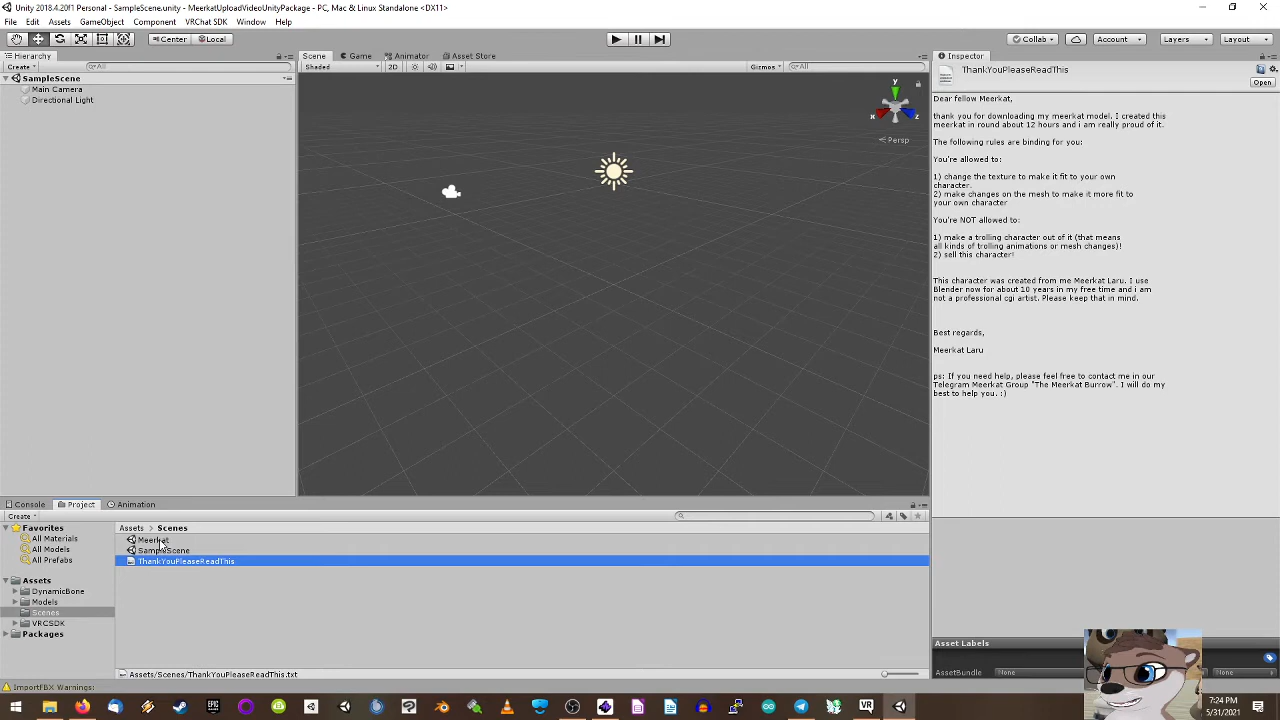 Unity 2018.4.20f1 Personal - SampleScene.unity - MeerkatUploadVideoUnityPackage - PC, Mac & Linux Standalone <DX11>
File Edit Assets GameObject Component VRChat SDK Window Help
Center Local
Collab Account Layers Layout
Hierarchy
Create All
SampleScene
Main Camera
Directional Light
Scene Game Animator Asset Store
Shaded 2D Gizmos All
y
x z
Persp
Inspector
ThankYouPleaseReadThis
Open
Dear fellow Meerkat,
thank you for downloading my meerkat model. I created this
meerkat in round about 12 hours and i am really proud of it.
The following rules are binding for you:
You're allowed to:
1) change the texture to make it fit to your own
character.
2) make changes on the mesh to make it more fit to
your own character
You're NOT allowed to:
1) make a trolling character out of it (that means
all kinds of trolling animations or mesh changes)!
2) sell this character!
This character was created from me Meerkat Laru. I use
Blender now for about 10 years in my free time and i am
not a professional cgi artist. Please keep that in mind.
Best regards,
Meerkat Laru
ps: If you need help, please feel free to contact me in our
Telegram Meerkat Group "The Meerkat Burrow". I will do my
best to help you. :)
Console Project Animation
Create
Favorites
All Materials
All Models
All Prefabs
Assets
DynamicBone
Models
Scenes
VRCSDK
Packages
Assets > Scenes
Meerkat
SampleScene
ThankYouPleaseReadThis
Assets/Scenes/ThankYouPleaseReadThis.txt
Asset Labels
AssetBundle None None
ImportFBX Warnings:
EPIC
VR
7:24 PM
5/31/2021